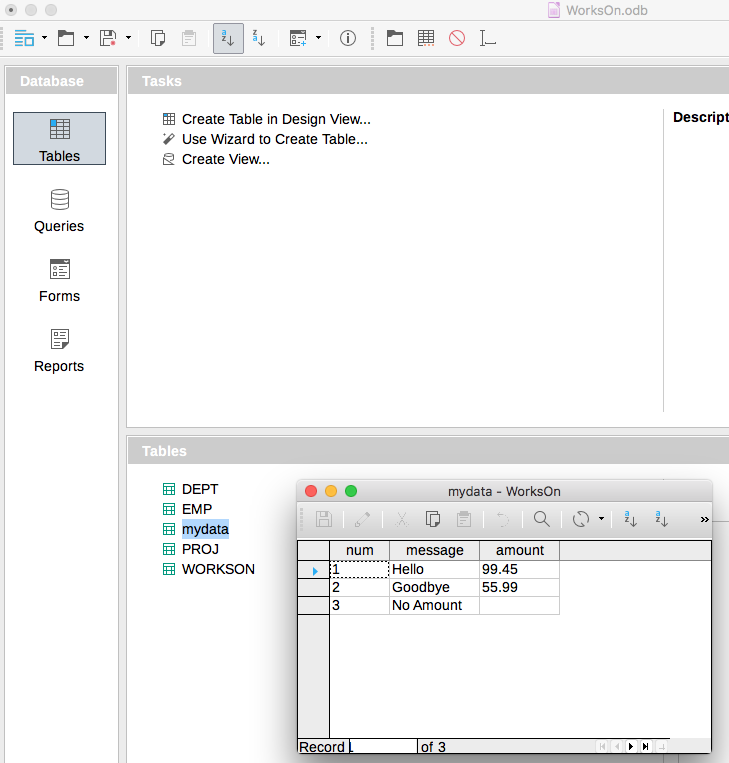 WorksOn.odb
Database
Tasks
Tables
Queries
Forms
Reports
Create Table in Design View...
Use Wizard to Create Table...
Create View...
Descript
Tables
DEPT
EMP
mydata
PROJ
WORKSON
mydata - WorksOn
num message amount
1 Hello 99.45
2 Goodbye 55.99
3 No Amount
Record 1 of 3